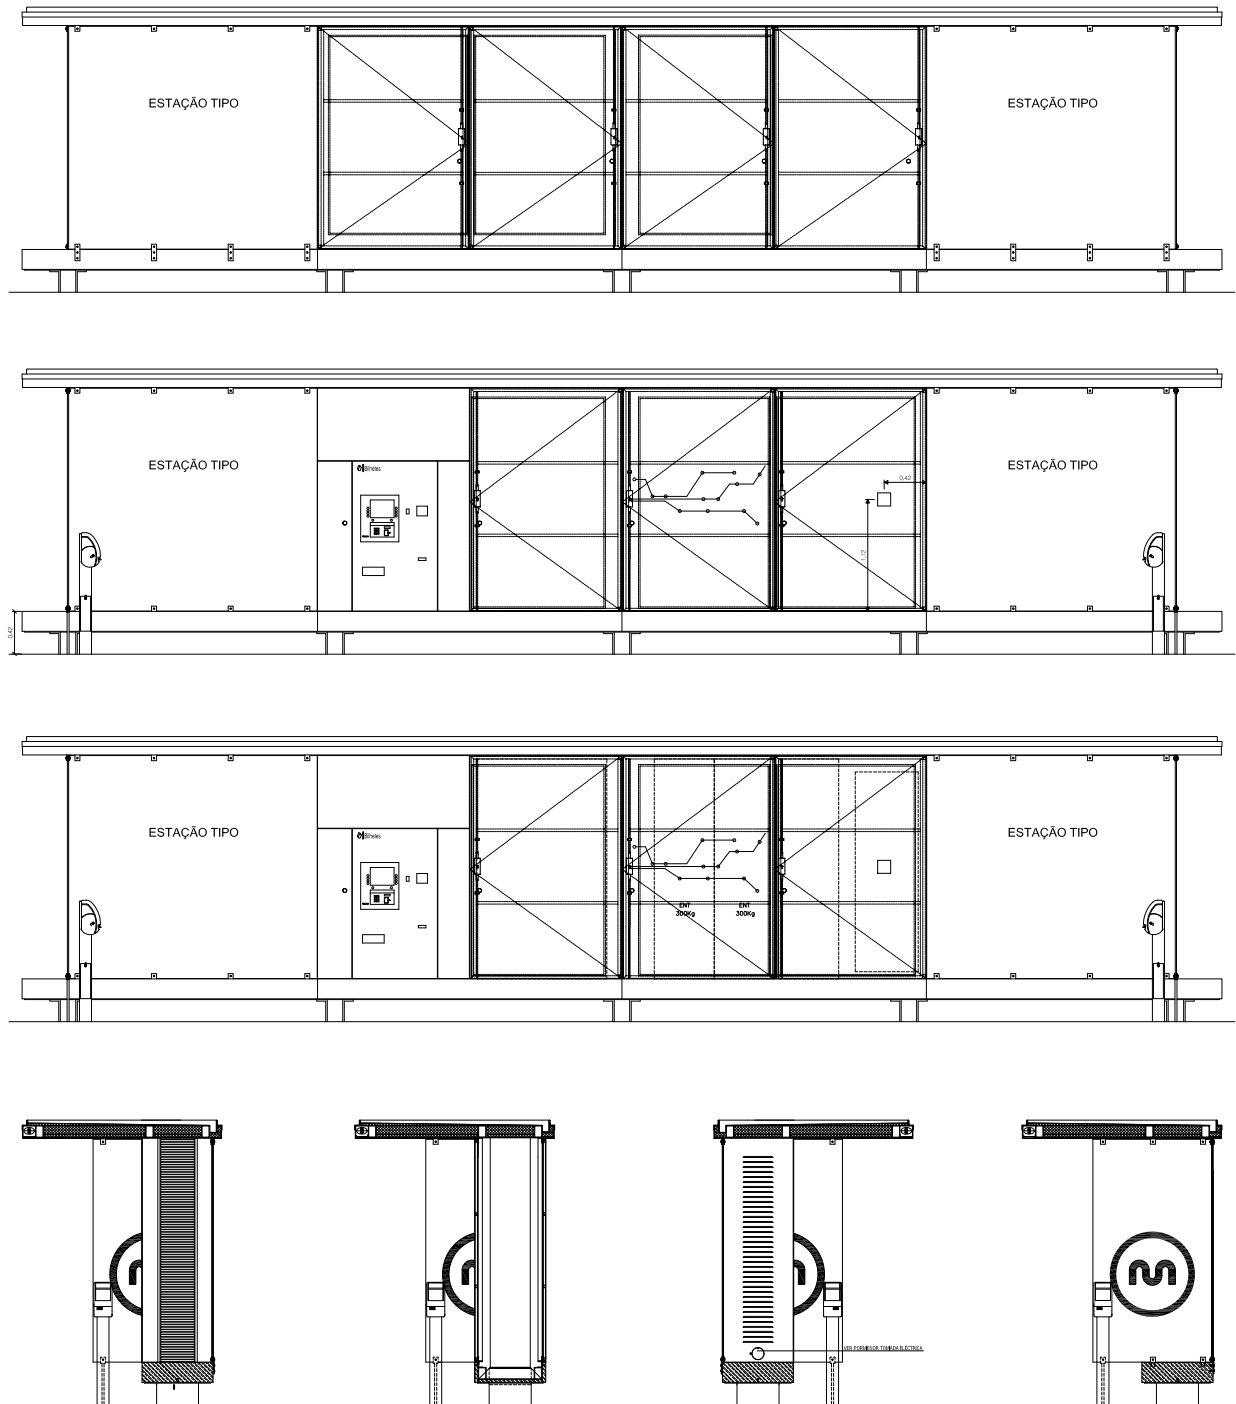 ESTAÇÃO TIPO
ESTAÇÃO TIPO
ESTAÇÃO TIPO
ESTAÇÃO TIPO
Bilhetes
0,42
1,12
0,42
ESTAÇÃO TIPO
ESTAÇÃO TIPO
Bilhetes
ENT
300Kg
ENT
300Kg
VER PORMENOR TOMADA ELÉCTRICA